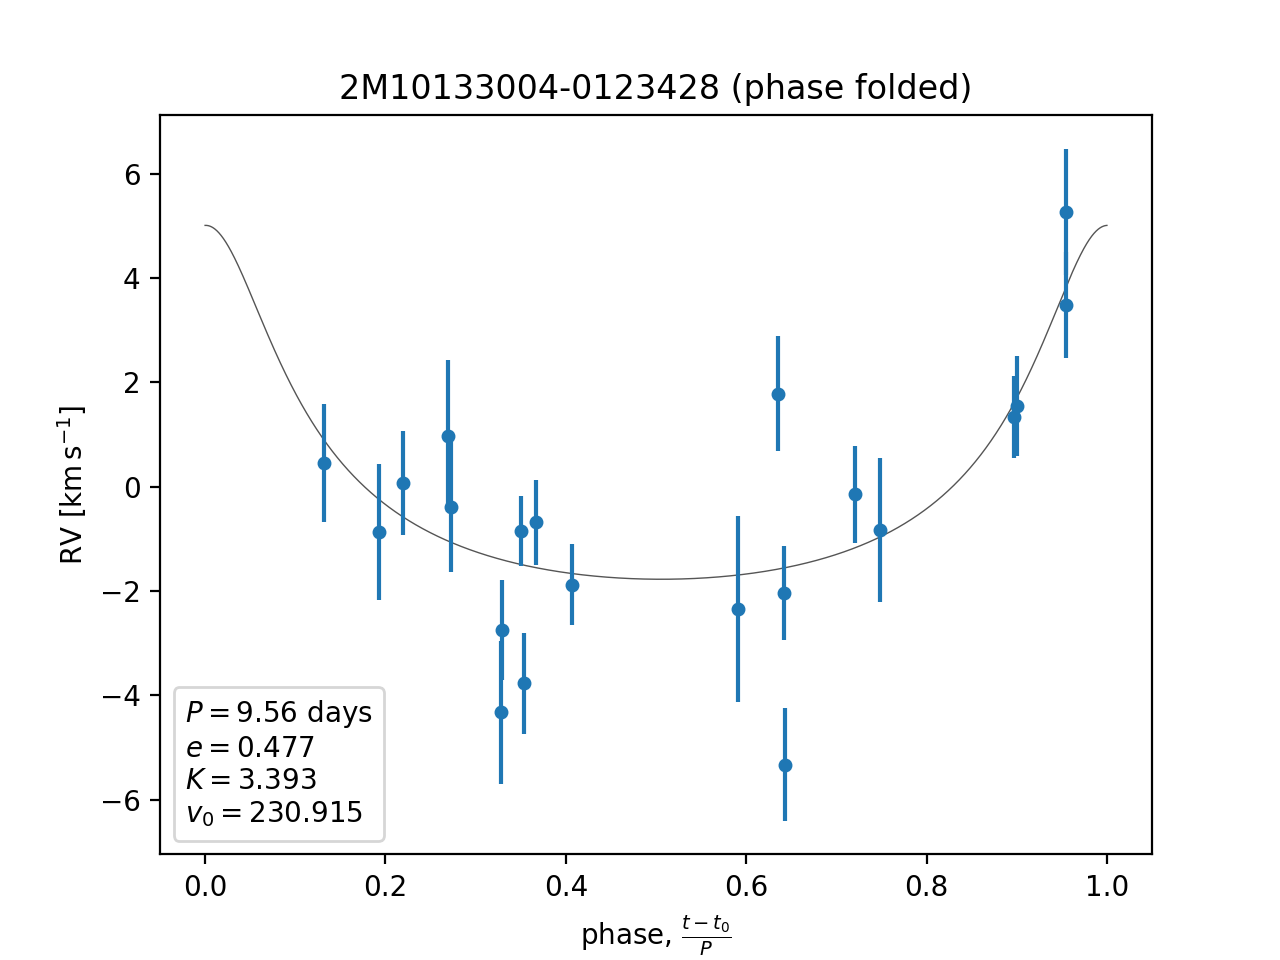 2M10133004-0123428 (phase folded)
RV [km s⁻¹]
6
4
2
0
−2
−4
−6
P = 9.56 days
e = 0.477
K = 3.393
v₀ = 230.915
0.0 0.2 0.4 0.6 0.8 1.0
phase, (t − t₀)/P